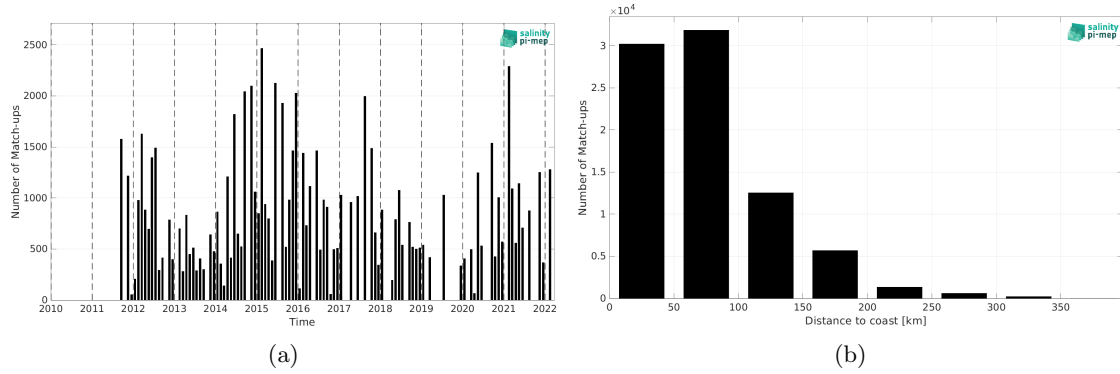 salinity
pi-mep
2500
2000
1500
1000
500
0
Number of Match-ups
2010 2011 2012 2013 2014 2015 2016 2017 2018 2019 2020 2021 2022
Time
(a)
×10⁴
salinity
pi-mep
3
2.5
2
1.5
1
0.5
0
Number of Match-ups
0 50 100 150 200 250 300 350
Distance to coast [km]
(b)